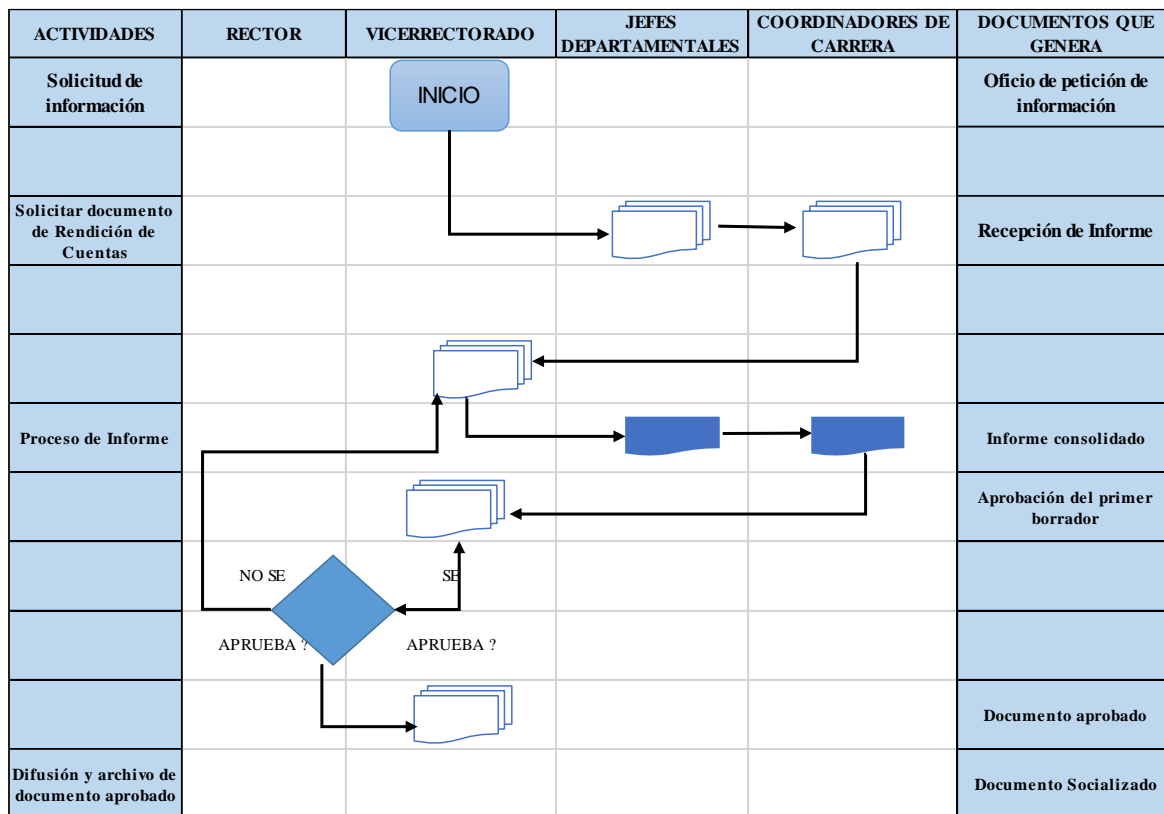 ACTIVIDADES
RECTOR
VICERRECTORADO
JEFES
DEPARTAMENTALES
COORDINADORES DE
CARRERA
DOCUMENTOS QUE
GENERA
Solicitud de
información
INICIO
Oficio de petición de
información
Solicitar documento
de Rendición de
Cuentas
Recepción de Informe
Proceso de Informe
Informe consolidado
Aprobación del primer
borrador
NO SE
SE
APRUEBA ?
APRUEBA ?
Documento aprobado
Difusión y archivo de
documento aprobado
Documento Socializado